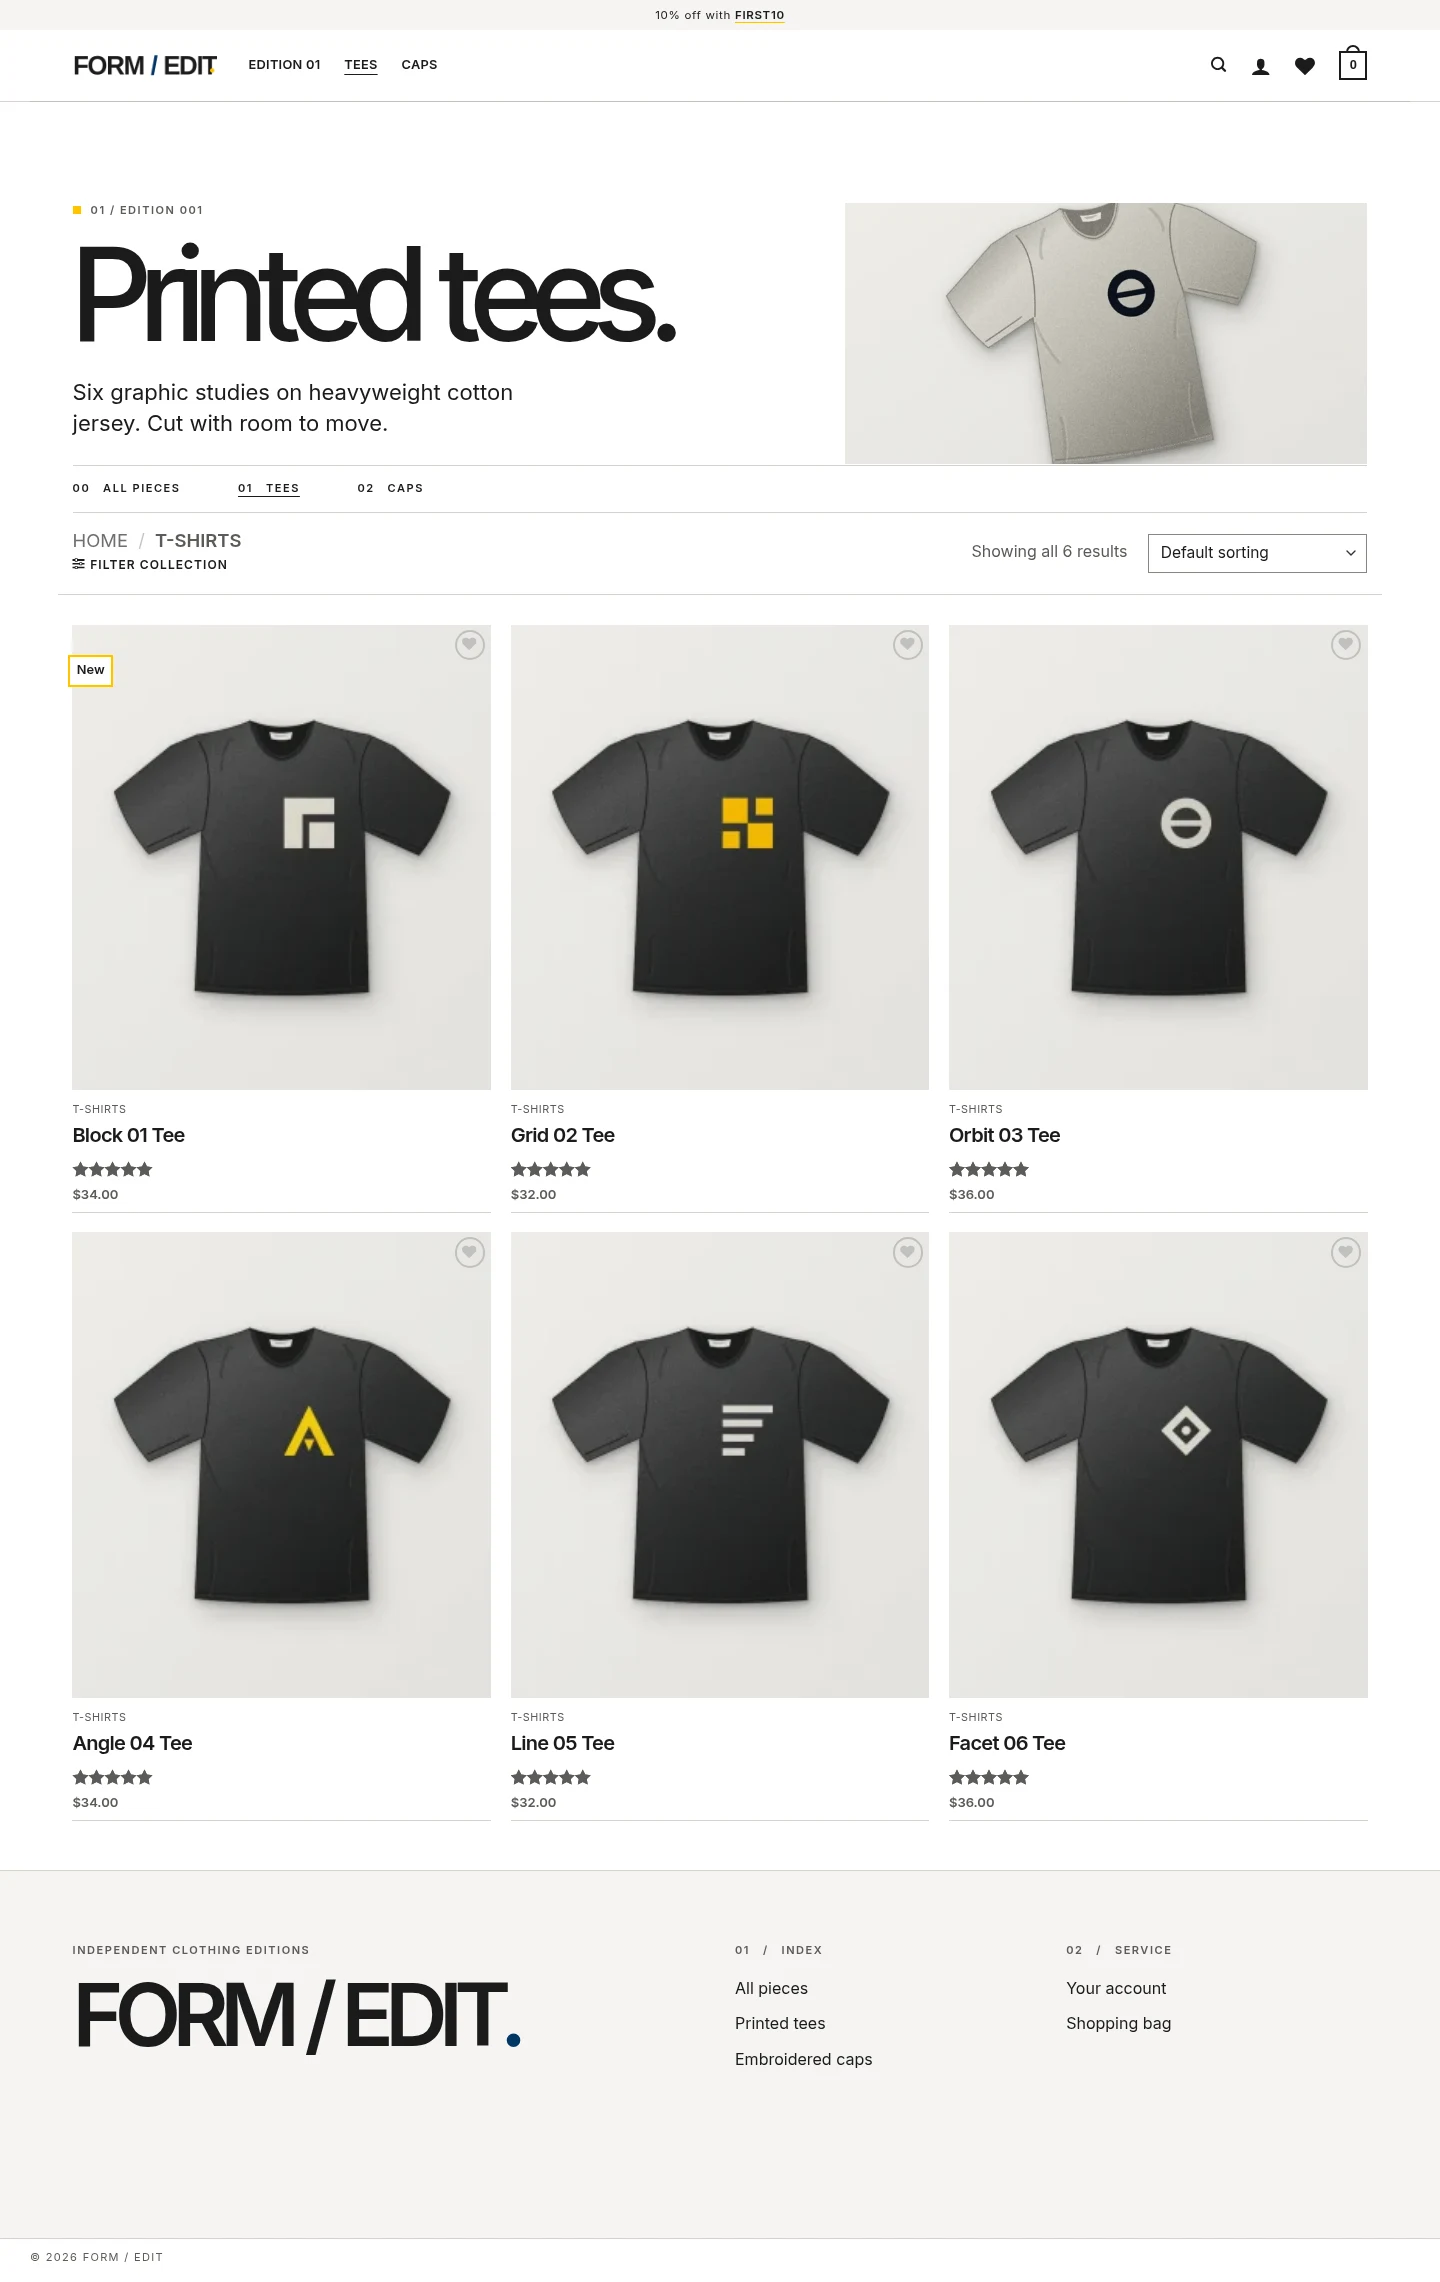 10% off with FIRST10
FORM / EDIT.
EDITION 01
TEES
CAPS
0
01 / EDITION 001
Printed tees.
Six graphic studies on heavyweight cotton
jersey. Cut with room to move.
00 ALL PIECES
01 TEES
02 CAPS
HOME / T-SHIRTS
FILTER COLLECTION
Showing all 6 results
Default sorting
New
T-SHIRTS
Block 01 Tee
$34.00
T-SHIRTS
Grid 02 Tee
$32.00
T-SHIRTS
Orbit 03 Tee
$36.00
T-SHIRTS
Angle 04 Tee
$34.00
T-SHIRTS
Line 05 Tee
$32.00
T-SHIRTS
Facet 06 Tee
$36.00
INDEPENDENT CLOTHING EDITIONS
FORM / EDIT.
01 / INDEX
All pieces
Printed tees
Embroidered caps
02 / SERVICE
Your account
Shopping bag
© 2026 FORM / EDIT